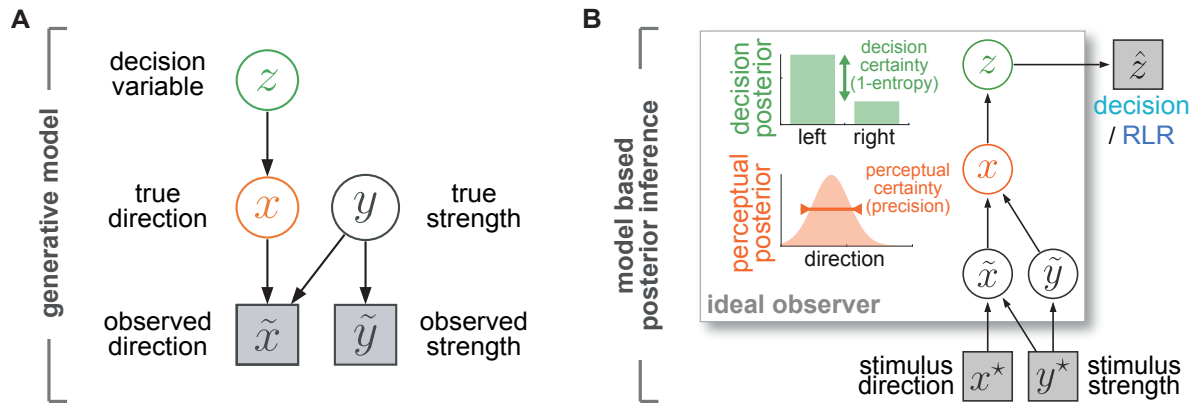 A
generative model
decision
variable
z
true
direction
x
y
true
strength
observed
direction
x̃
ỹ
observed
strength
B
model based
posterior inference
decision
posterior
decision
certainty
(1-entropy)
left
right
perceptual
posterior
perceptual
certainty
(precision)
direction
ideal observer
z
ẑ
decision
/ RLR
x
x̃
ỹ
stimulus
direction
x⋆
y⋆
stimulus
strength